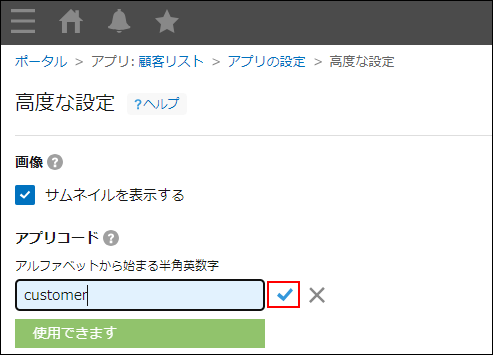 ポータル > アプリ: 顧客リスト > アプリの設定 > 高度な設定
高度な設定 ?ヘルプ
画像 ?
サムネイルを表示する
アプリコード ?
アルファベットから始まる半角英数字
customer
使用できます